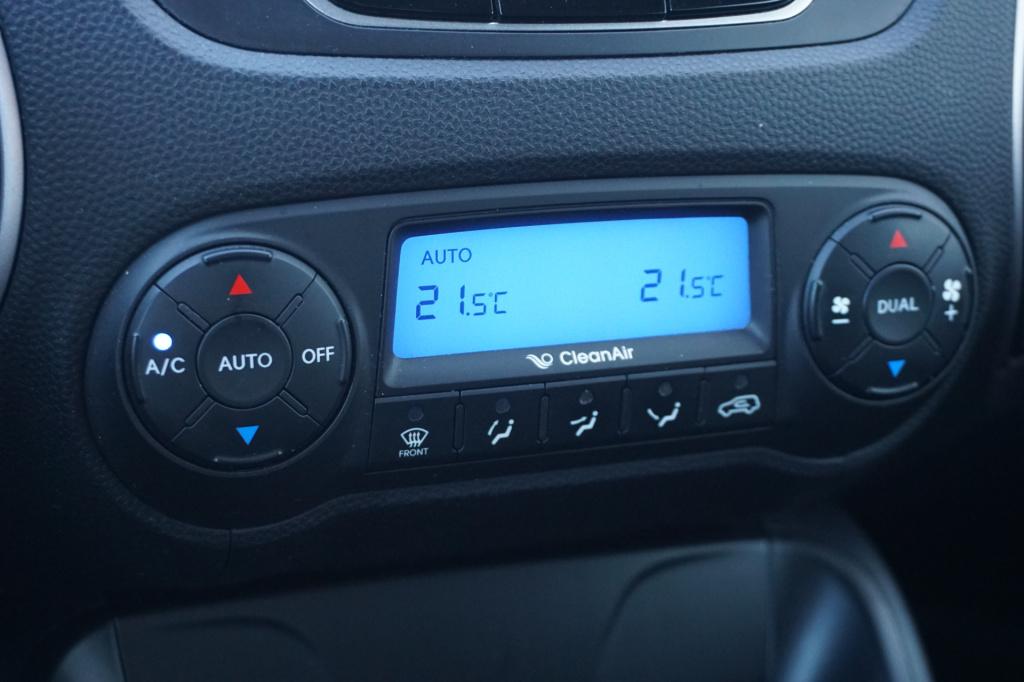 AUTO
21.5°C 21.5°C
CleanAir
A/C AUTO OFF
DUAL
- +
FRONT